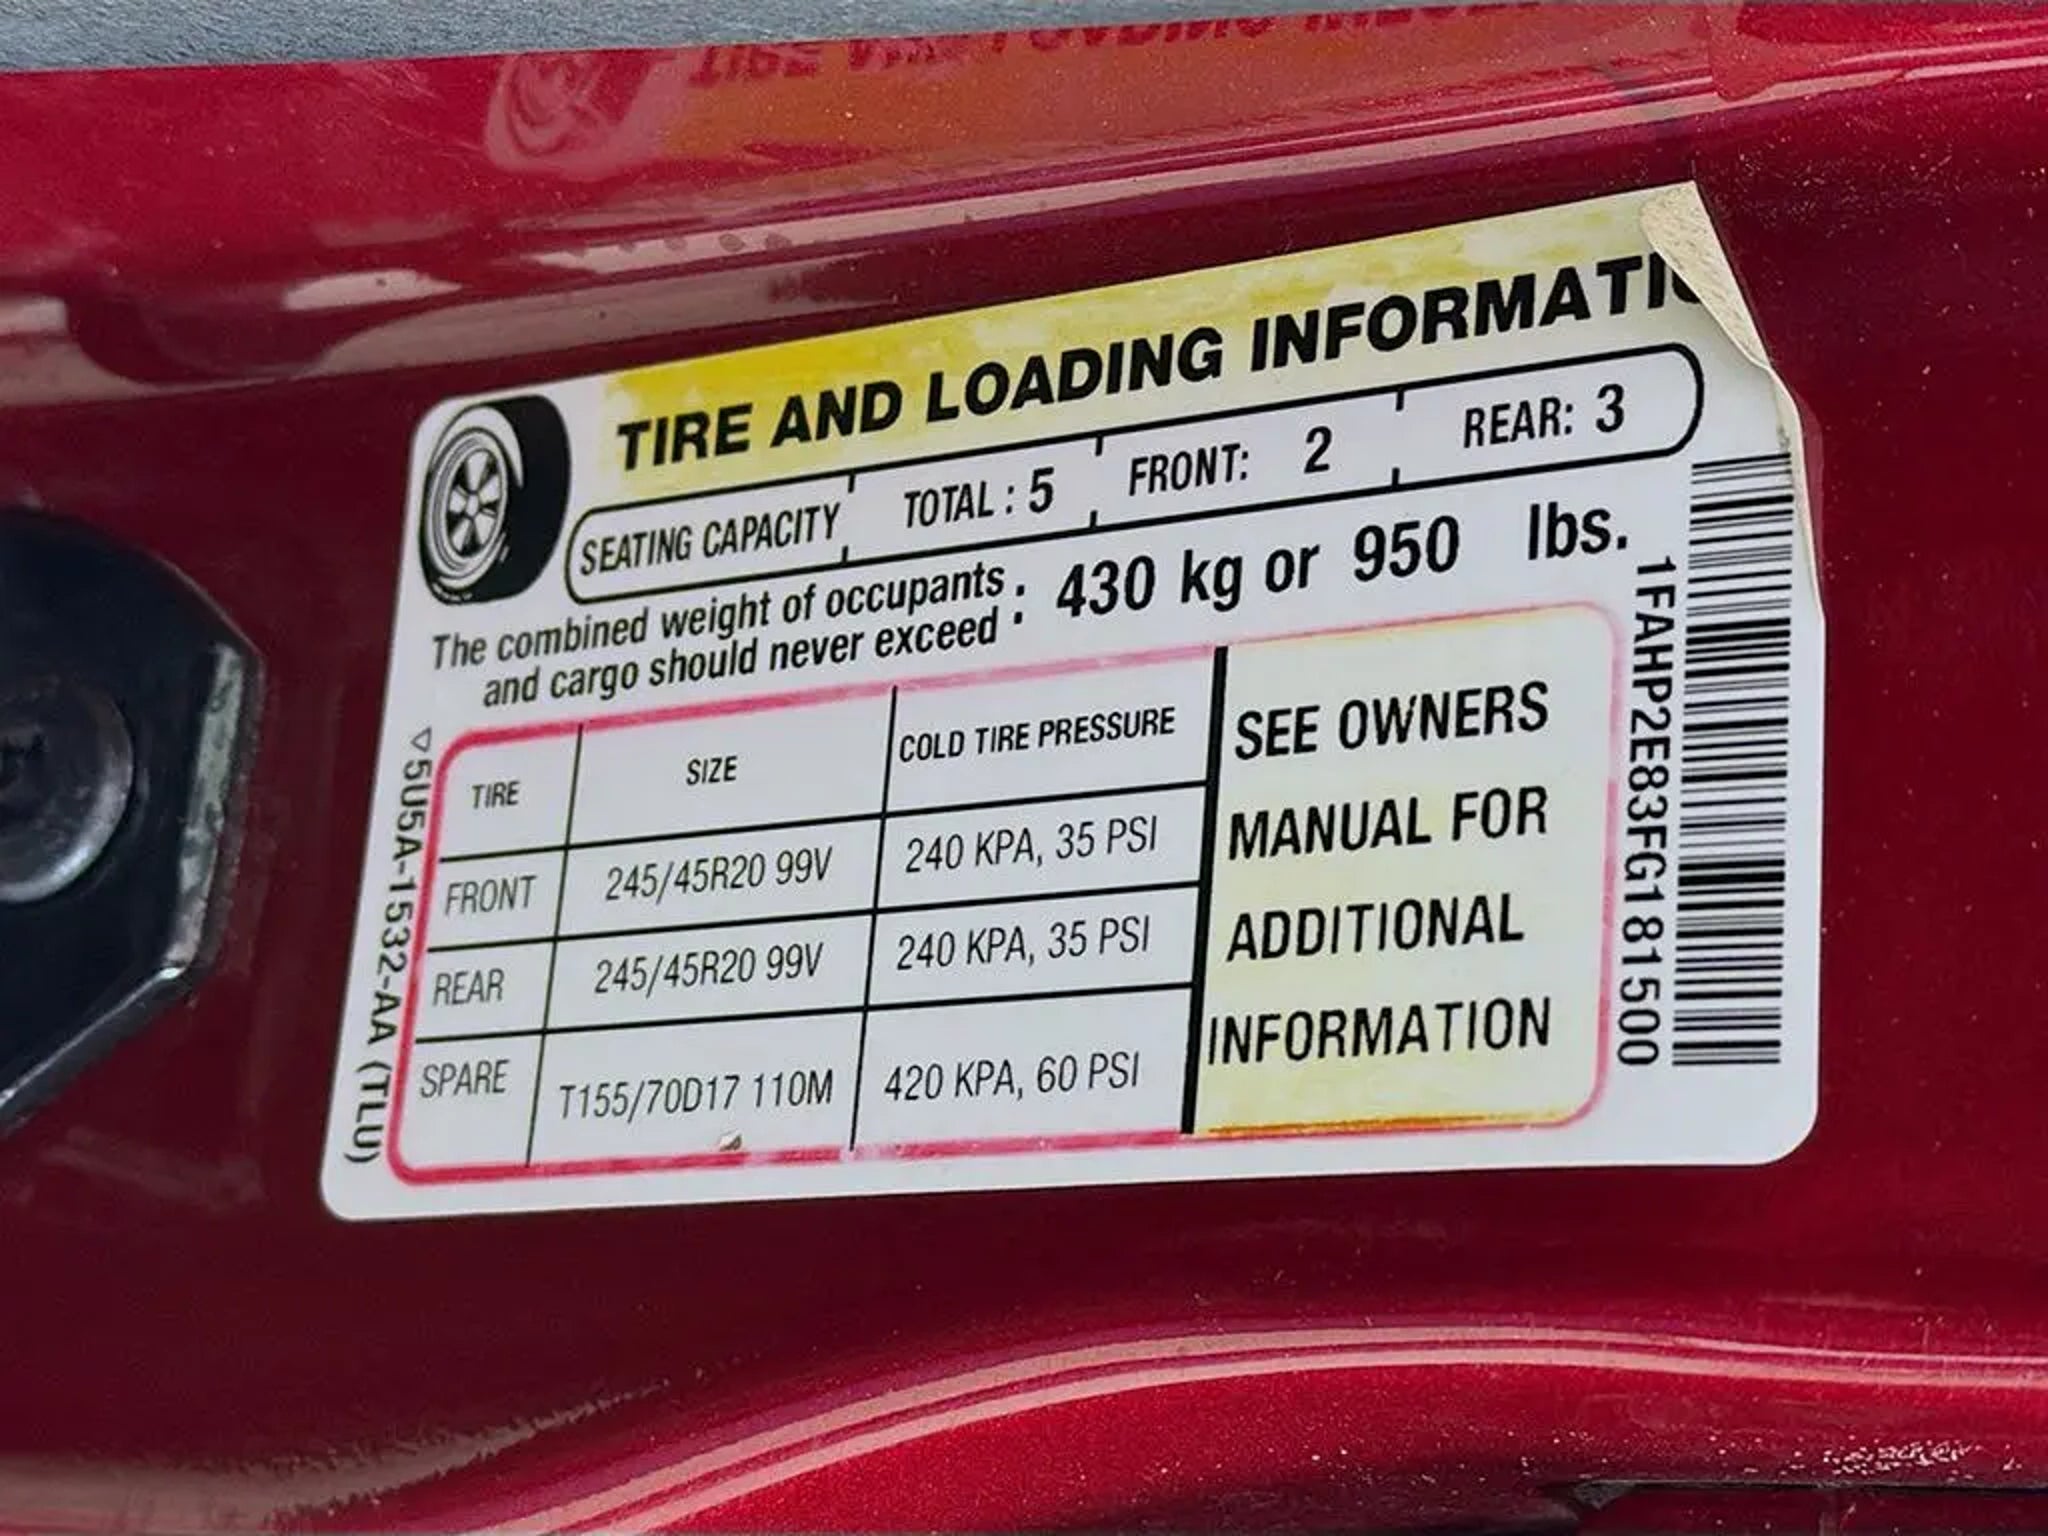 TIRE AND LOADING INFORMATIO
SEATING CAPACITY TOTAL : 5 FRONT: 2 REAR: 3
The combined weight of occupants
and cargo should never exceed : 430 kg or 950 lbs.
TIRE SIZE COLD TIRE PRESSURE
FRONT 245/45R20 99V 240 KPA, 35 PSI
REAR 245/45R20 99V 240 KPA, 35 PSI
SPARE T155/70D17 110M 420 KPA, 60 PSI
SEE OWNERS
MANUAL FOR
ADDITIONAL
INFORMATION
5U5A-1532-AA (TLU)
1FAHP2E83FG181500